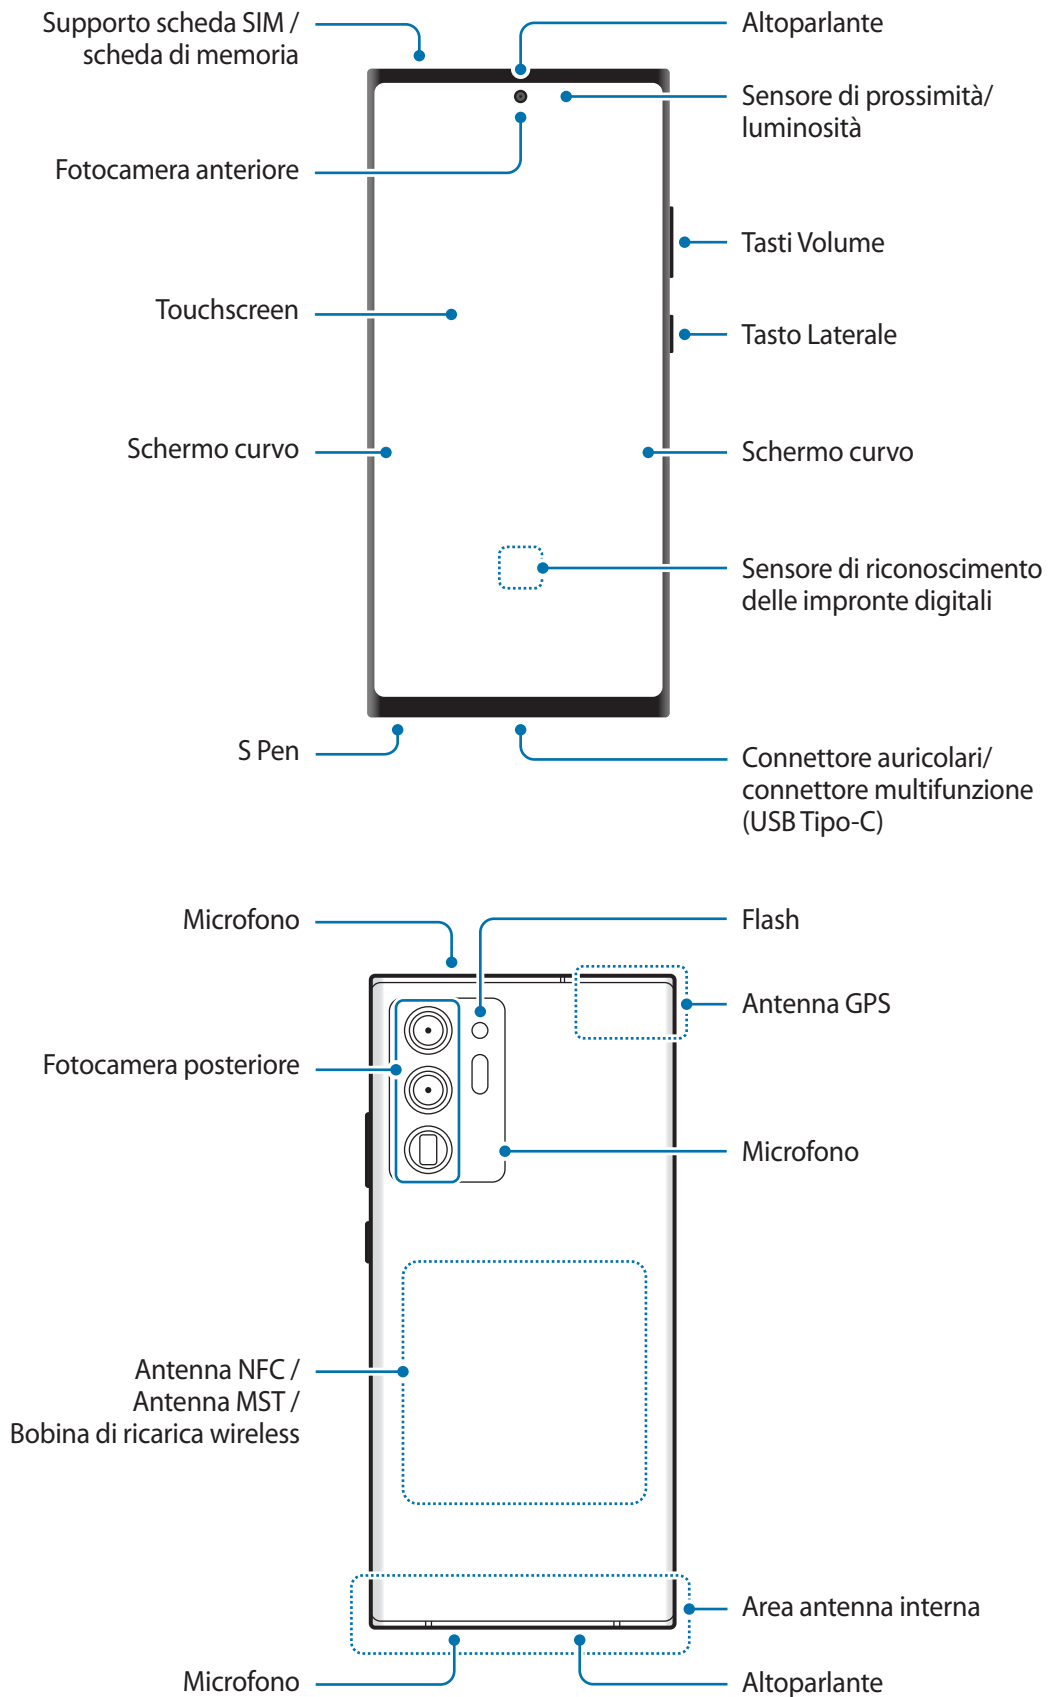 Supporto scheda SIM /
scheda di memoria
Altoparlante
Sensore di prossimità/
luminosità
Fotocamera anteriore
Tasti Volume
Touchscreen
Tasto Laterale
Schermo curvo
Schermo curvo
Sensore di riconoscimento
delle impronte digitali
S Pen
Connettore auricolari/
connettore multifunzione
(USB Tipo-C)
Microfono
Flash
Antenna GPS
Fotocamera posteriore
Microfono
Antenna NFC /
Antenna MST /
Bobina di ricarica wireless
Area antenna interna
Microfono
Altoparlante